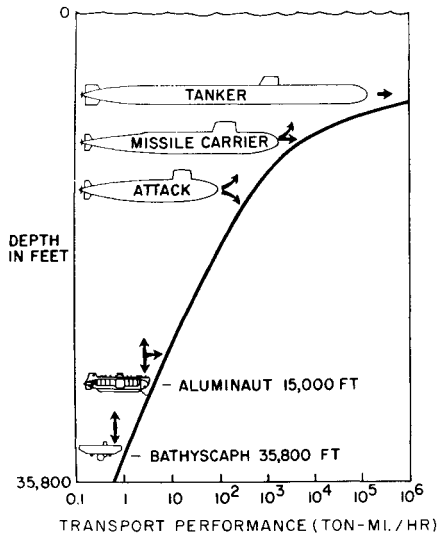 0
TANKER
MISSILE CARRIER
ATTACK
DEPTH
IN FEET
ALUMINAUT 15,000 FT
BATHYSCAPH 35,800 FT
35,800
0.1 1 10 10² 10³ 10⁴ 10⁵ 10⁶
TRANSPORT PERFORMANCE (TON-MI./HR)